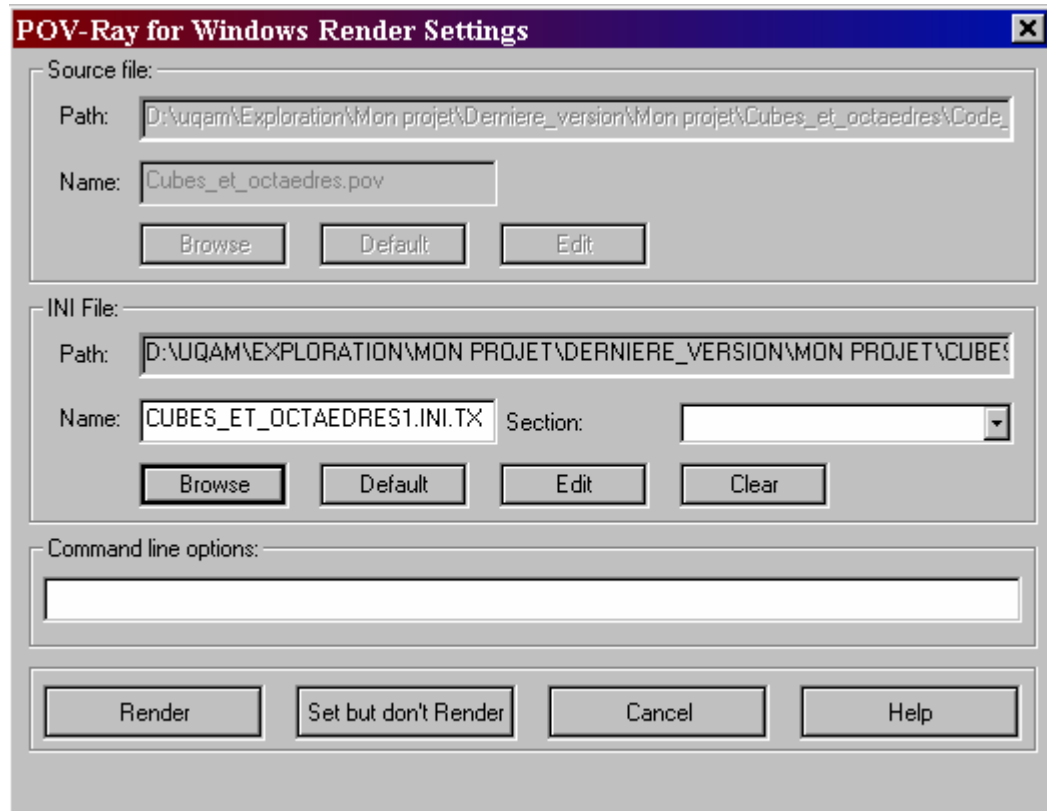 POV-Ray for Windows Render Settings
Source file:
Path: D:\uqam\Exploration\Mon projet\Derniere_version\Mon projet\Cubes_et_octaedres\Code_
Name: Cubes_et_octaedres.pov
Browse Default Edit
INI File:
Path: D:\UQAM\EXPLORATION\MON PROJET\DERNIERE_VERSION\MON PROJET\CUBES
Name: CUBES_ET_OCTAEDRES1.INI.TX Section:
Browse Default Edit Clear
Command line options:
Render Set but don't Render Cancel Help